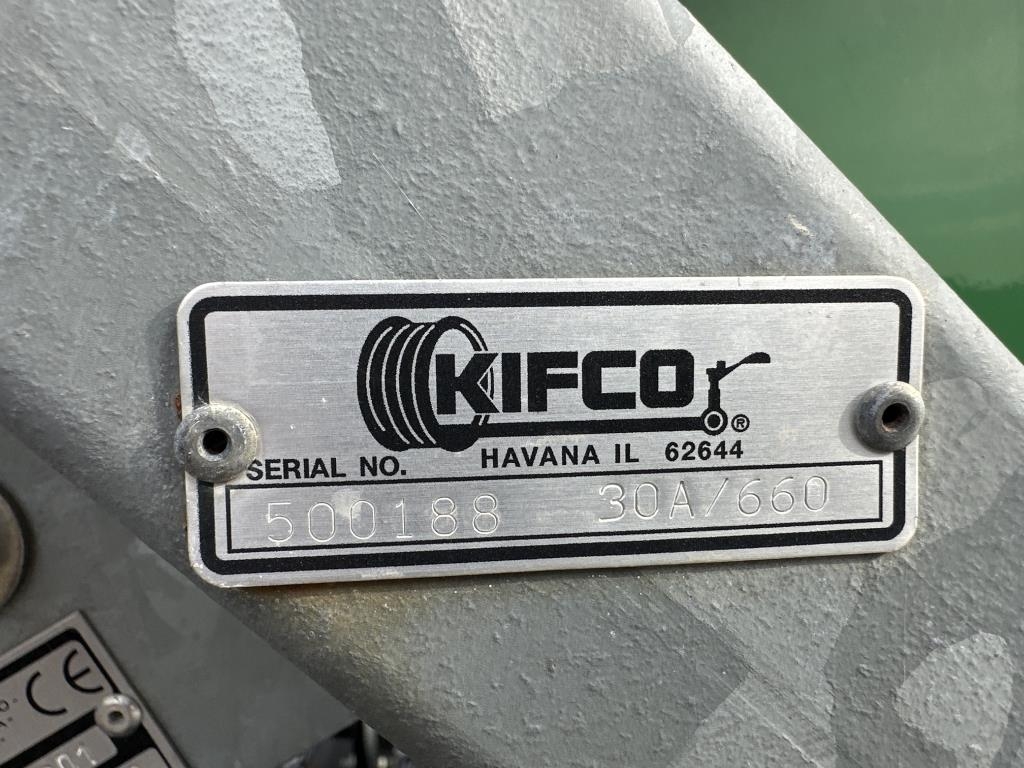 KIFCO®
SERIAL NO. HAVANA IL 62644
500188 30A/660
CE